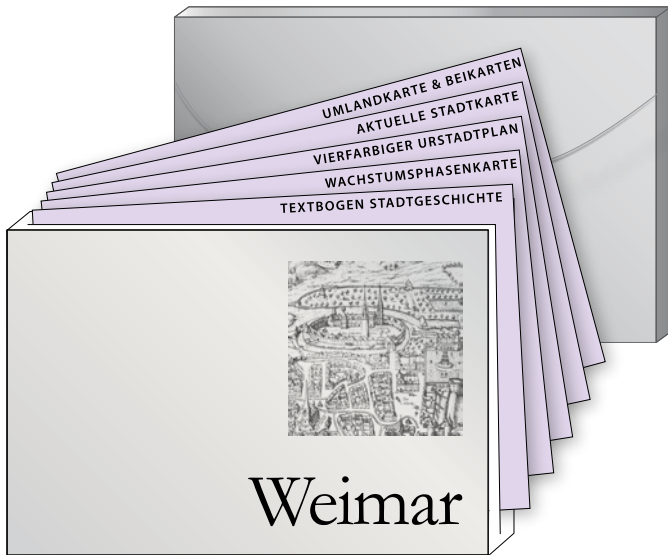 UMLANDKARTE & BEIKARTEN
AKTUELLE STADTKARTE
VIERFARBIGER URSTADTPLAN
WACHSTUMSPHASENKARTE
TEXTBOGEN STADTGESCHICHTE
Weimar